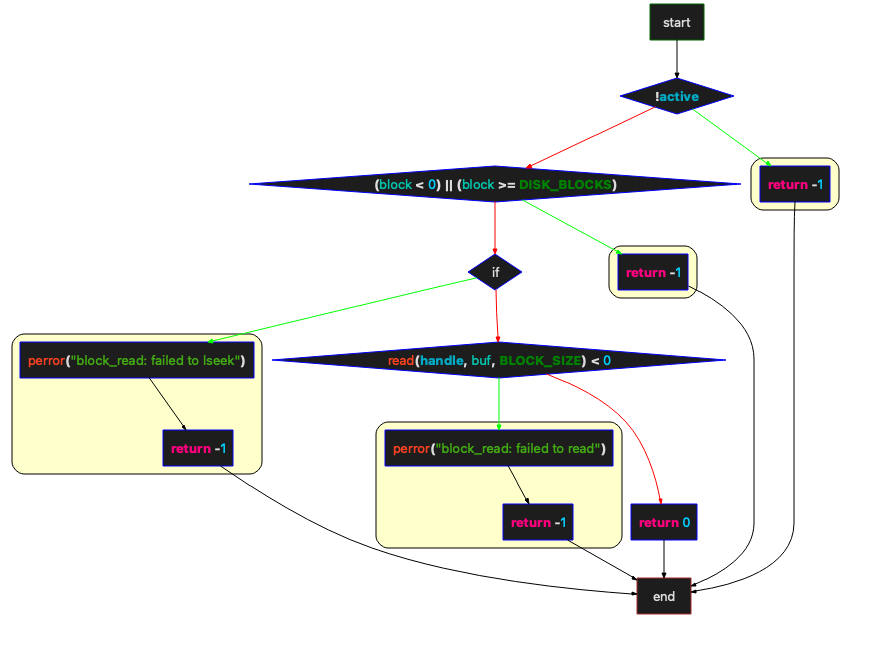 start
!active
(block < 0) || (block >= DISK_BLOCKS)
return -1
if
return -1
perror("block_read: failed to lseek")
read(handle, buf, BLOCK_SIZE) < 0
return -1
perror("block_read: failed to read")
return -1
return 0
end